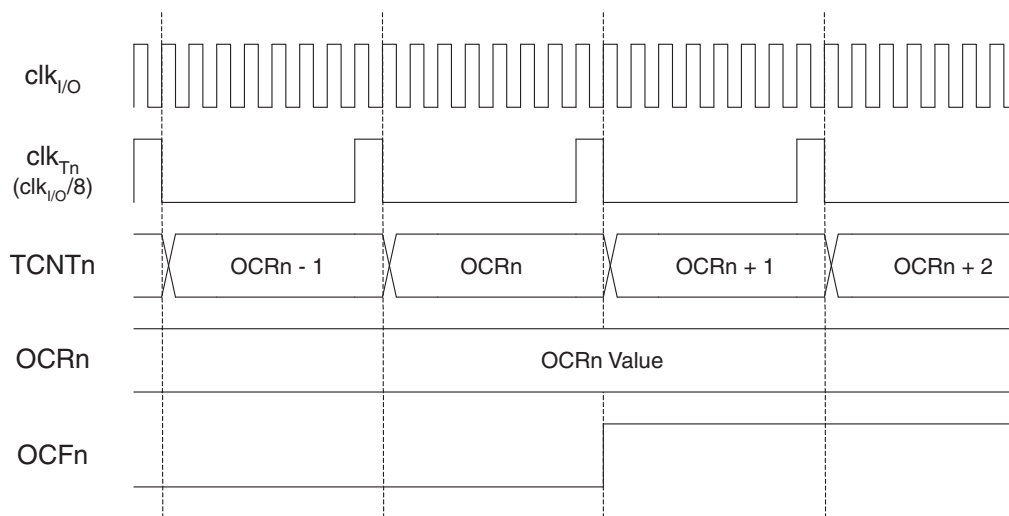 clkI/O
clkTn
(clkI/O/8)
TCNTn
OCRn - 1
OCRn
OCRn + 1
OCRn + 2
OCRn
OCRn Value
OCFn